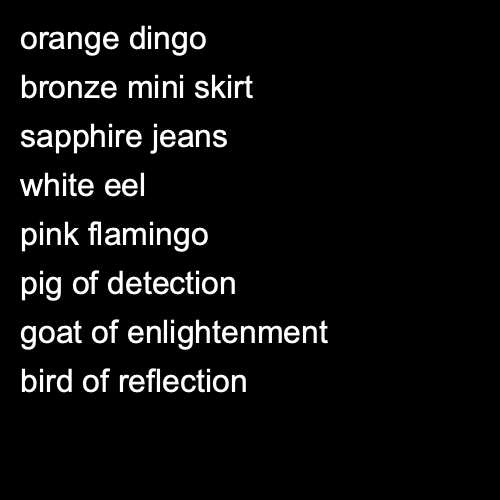 orange dingo
bronze mini skirt
sapphire jeans
white eel
pink flamingo
pig of detection
goat of enlightenment
bird of reflection